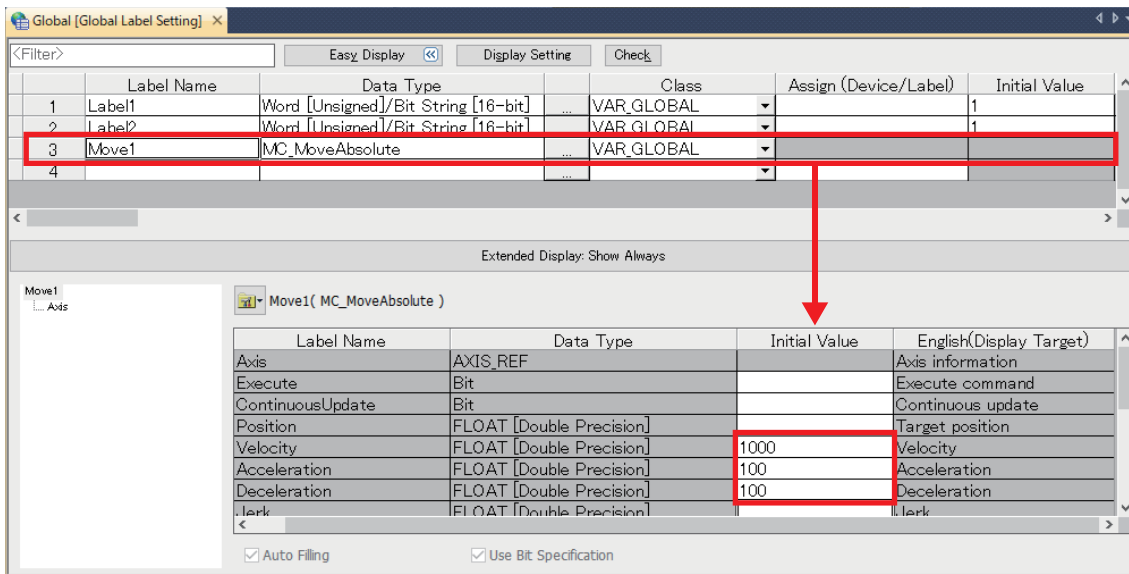 Global [Global Label Setting] ×
<Filter> Easy Display Display Setting Check
Label Name Data Type Class Assign (Device/Label) Initial Value
1 Label1 Word [Unsigned]/Bit String [16-bit] ... VAR_GLOBAL 1
2 Label2 Word [Unsigned]/Bit String [16-bit] ... VAR_GLOBAL 1
3 Move1 MC_MoveAbsolute ... VAR_GLOBAL
4 ...
Extended Display: Show Always
Move1
Axis
Move1( MC_MoveAbsolute )
Label Name Data Type Initial Value English(Display Target)
Axis AXIS_REF Axis information
Execute Bit Execute command
ContinuousUpdate Bit Continuous update
Position FLOAT [Double Precision] Target position
Velocity FLOAT [Double Precision] 1000 Velocity
Acceleration FLOAT [Double Precision] 100 Acceleration
Deceleration FLOAT [Double Precision] 100 Deceleration
Jerk FLOAT [Double Precision] Jerk
Auto Filling Use Bit Specification